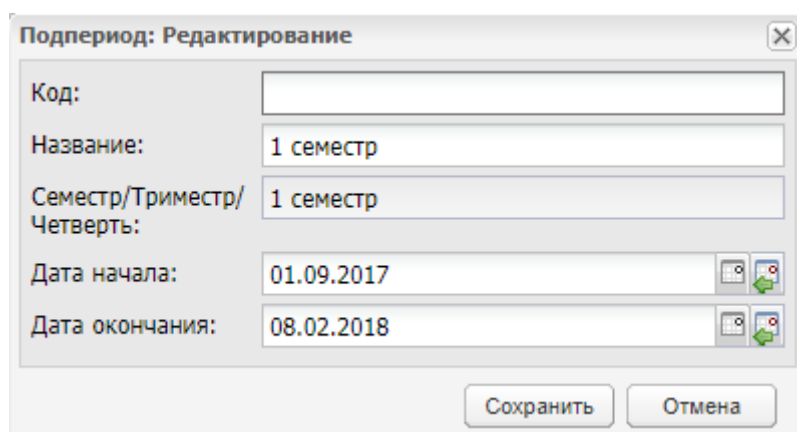 Подпериод: Редактирование
Код:
Название: 1 семестр
Семестр/Триместр/ 1 семестр
Четверть:
Дата начала: 01.09.2017
Дата окончания: 08.02.2018
Сохранить Отмена